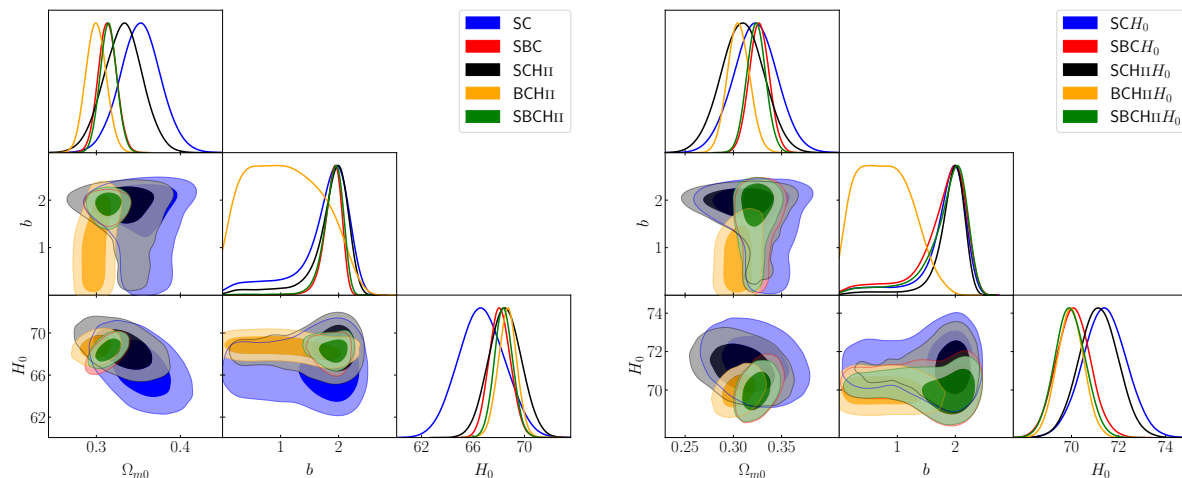 SC
SBC
SCHII
BCHII
SBCHII
b
2
1
H₀
70
66
62
0.3
0.4
Ωₘ₀
1
2
b
62
66
70
H₀
SCH₀
SBCH₀
SCHIIH₀
BCHIIH₀
SBCHIIH₀
b
2
1
H₀
74
72
70
0.25
0.30
0.35
Ωₘ₀
1
2
b
70
72
74
H₀